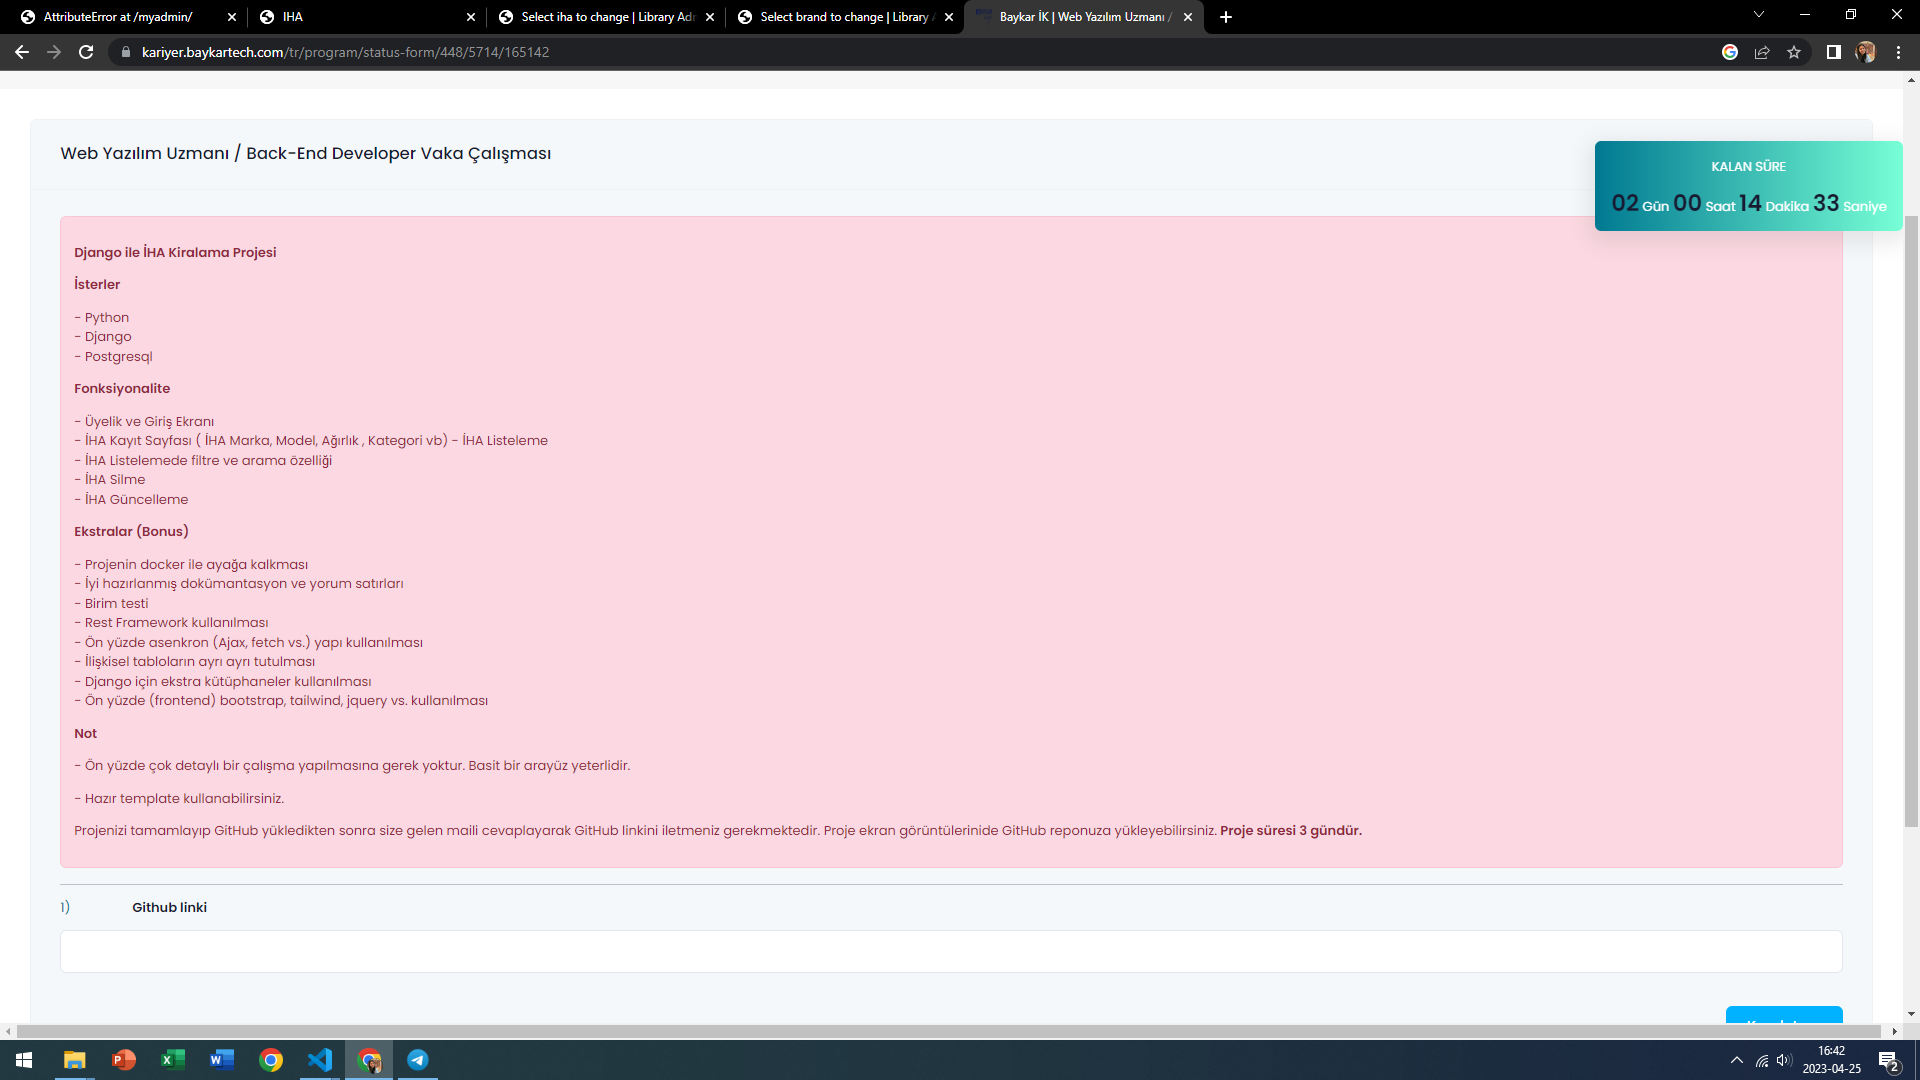 AttributeError at /myadmin/
IHA
Select iha to change | Library Adr
Select brand to change | Library
Baykar İK | Web Yazılım Uzmanı /
kariyer.baykartech.com/tr/program/status-form/448/5714/165142
Web Yazılım Uzmanı / Back-End Developer Vaka Çalışması
KALAN SÜRE
02 Gün 00 Saat 14 Dakika 33 Saniye
Django ile İHA Kiralama Projesi
İsterler
- Python
- Django
- Postgresql
Fonksiyonalite
- Üyelik ve Giriş Ekranı
- İHA Kayıt Sayfası ( İHA Marka, Model, Ağırlık , Kategori vb) - İHA Listeleme
- İHA Listelemede filtre ve arama özelliği
- İHA Silme
- İHA Güncelleme
Ekstralar (Bonus)
- Projenin docker ile ayağa kalkması
- İyi hazırlanmış dokümantasyon ve yorum satırları
- Birim testi
- Rest Framework kullanılması
- Ön yüzde asenkron (Ajax, fetch vs.) yapı kullanılması
- İlişkisel tabloların ayrı ayrı tutulması
- Django için ekstra kütüphaneler kullanılması
- Ön yüzde (frontend) bootstrap, tailwind, jquery vs. kullanılması
Not
- Ön yüzde çok detaylı bir çalışma yapılmasına gerek yoktur. Basit bir arayüz yeterlidir.
- Hazır template kullanabilirsiniz.
Projenizi tamamlayıp GitHub yükledikten sonra size gelen maili cevaplayarak GitHub linkini iletmeniz gerekmektedir. Proje ekran görüntülerinide GitHub reponuza yükleyebilirsiniz. Proje süresi 3 gündür.
1) Github linki
16:42
2023-04-25
2